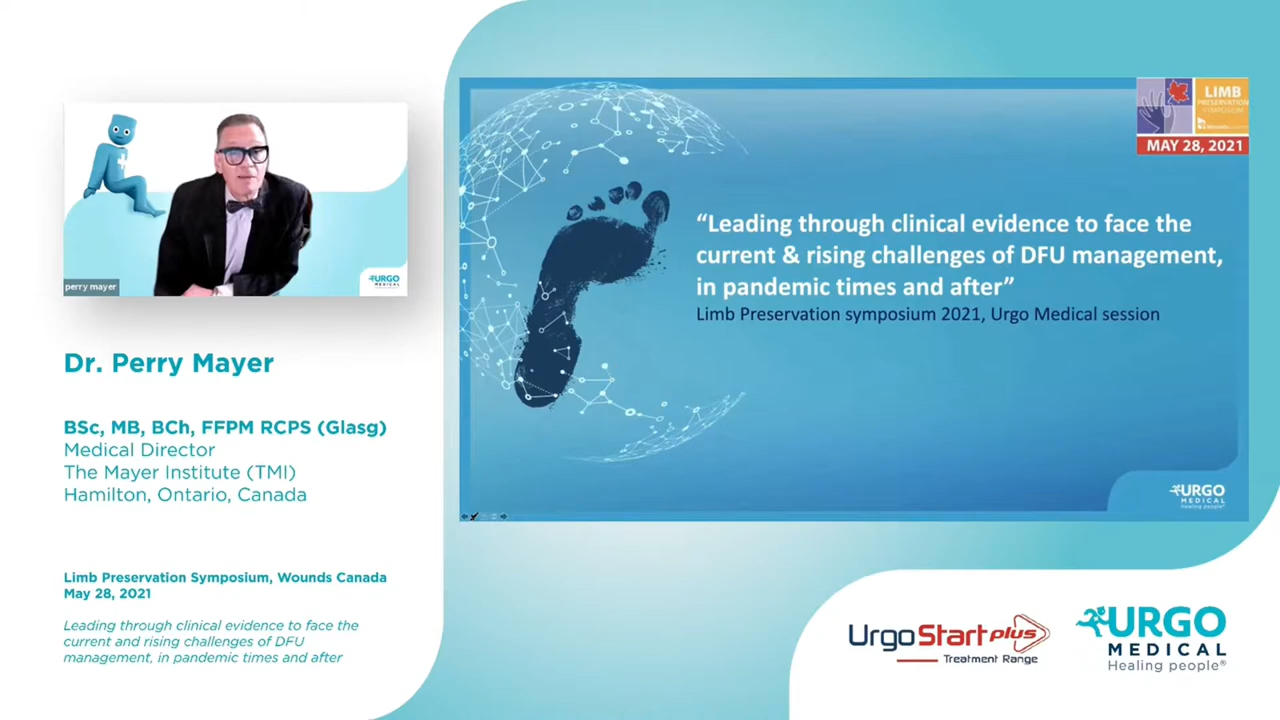 URGO
MEDICAL
perry mayer
Dr. Perry Mayer
BSc, MB, BCh, FFPM RCPS (Glasg)
Medical Director
The Mayer Institute (TMI)
Hamilton, Ontario, Canada
Limb Preservation Symposium, Wounds Canada
May 28, 2021
Leading through clinical evidence to face the
current and rising challenges of DFU
management, in pandemic times and after
LIMB
PRESERVATION
SYMPOSIUM
MAY 28, 2021
“Leading through clinical evidence to face the
current & rising challenges of DFU management,
in pandemic times and after”
Limb Preservation symposium 2021, Urgo Medical session
URGO
MEDICAL
Healing people®
UrgoStart plus
Treatment Range
URGO
MEDICAL
Healing people®